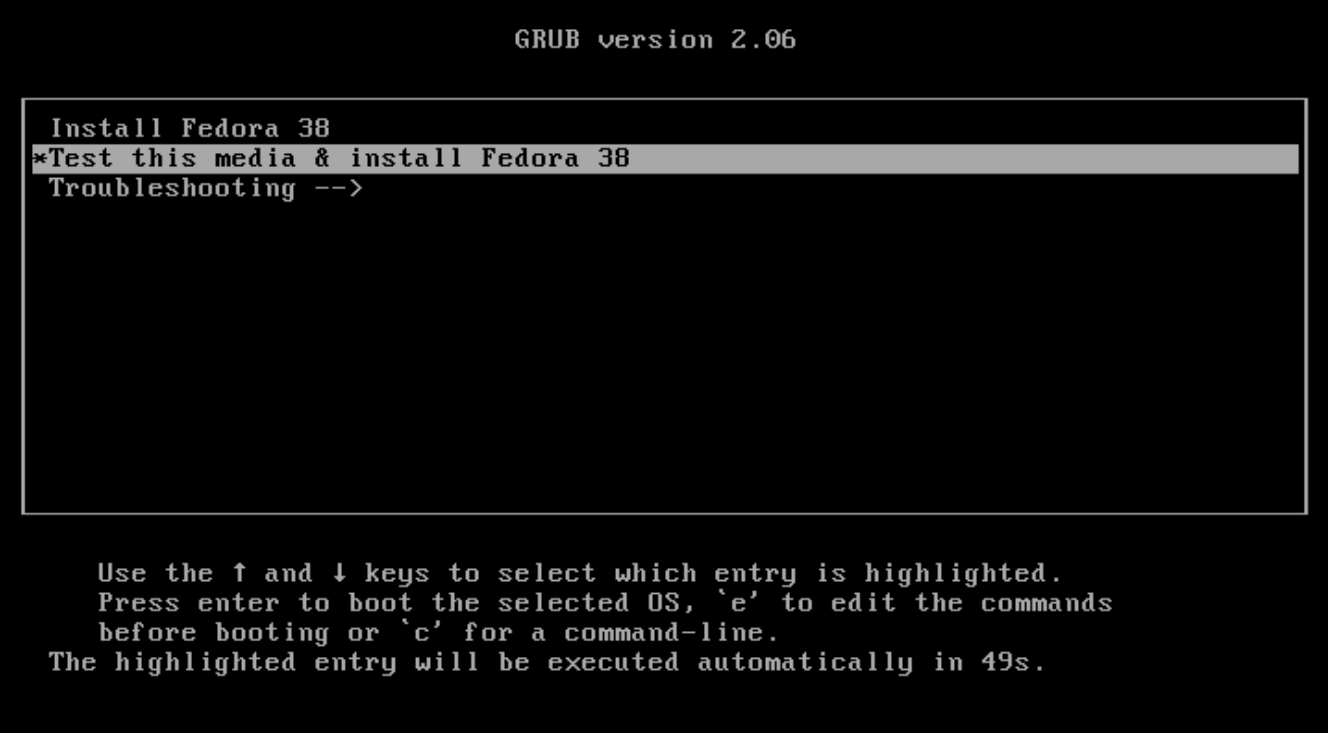 GRUB version 2.06
Install Fedora 38
*Test this media & install Fedora 38
Troubleshooting -->
Use the ↑ and ↓ keys to select which entry is highlighted.
Press enter to boot the selected OS, `e' to edit the commands
before booting or `c' for a command-line.
The highlighted entry will be executed automatically in 49s.